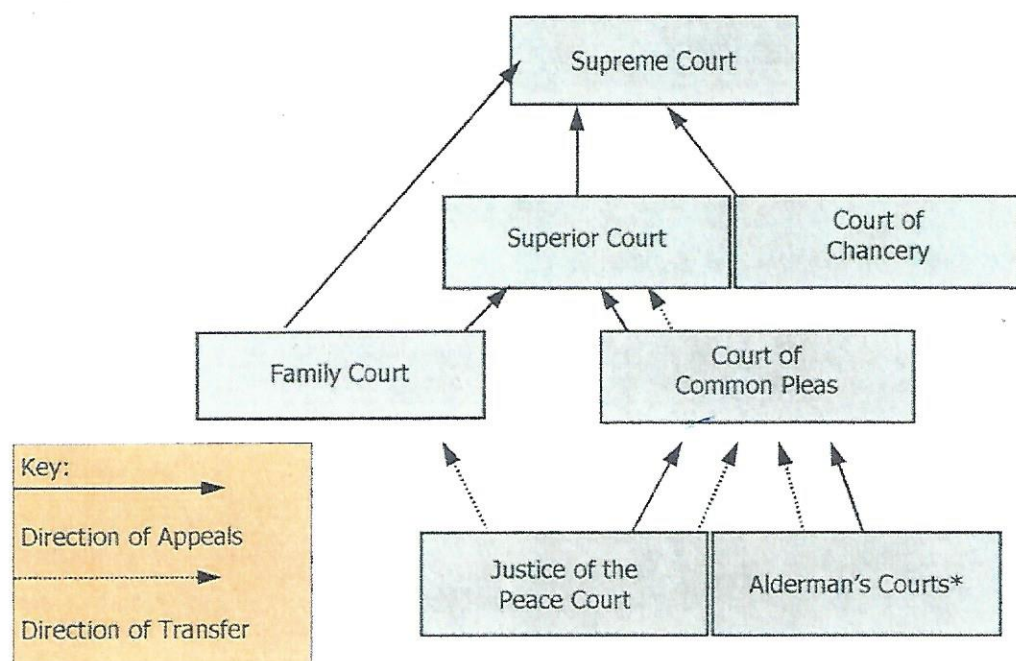 Supreme Court
Superior Court
Court of
Chancery
Family Court
Court of
Common Pleas
Key:
Direction of Appeals
Direction of Transfer
Justice of the
Peace Court
Alderman's Courts*